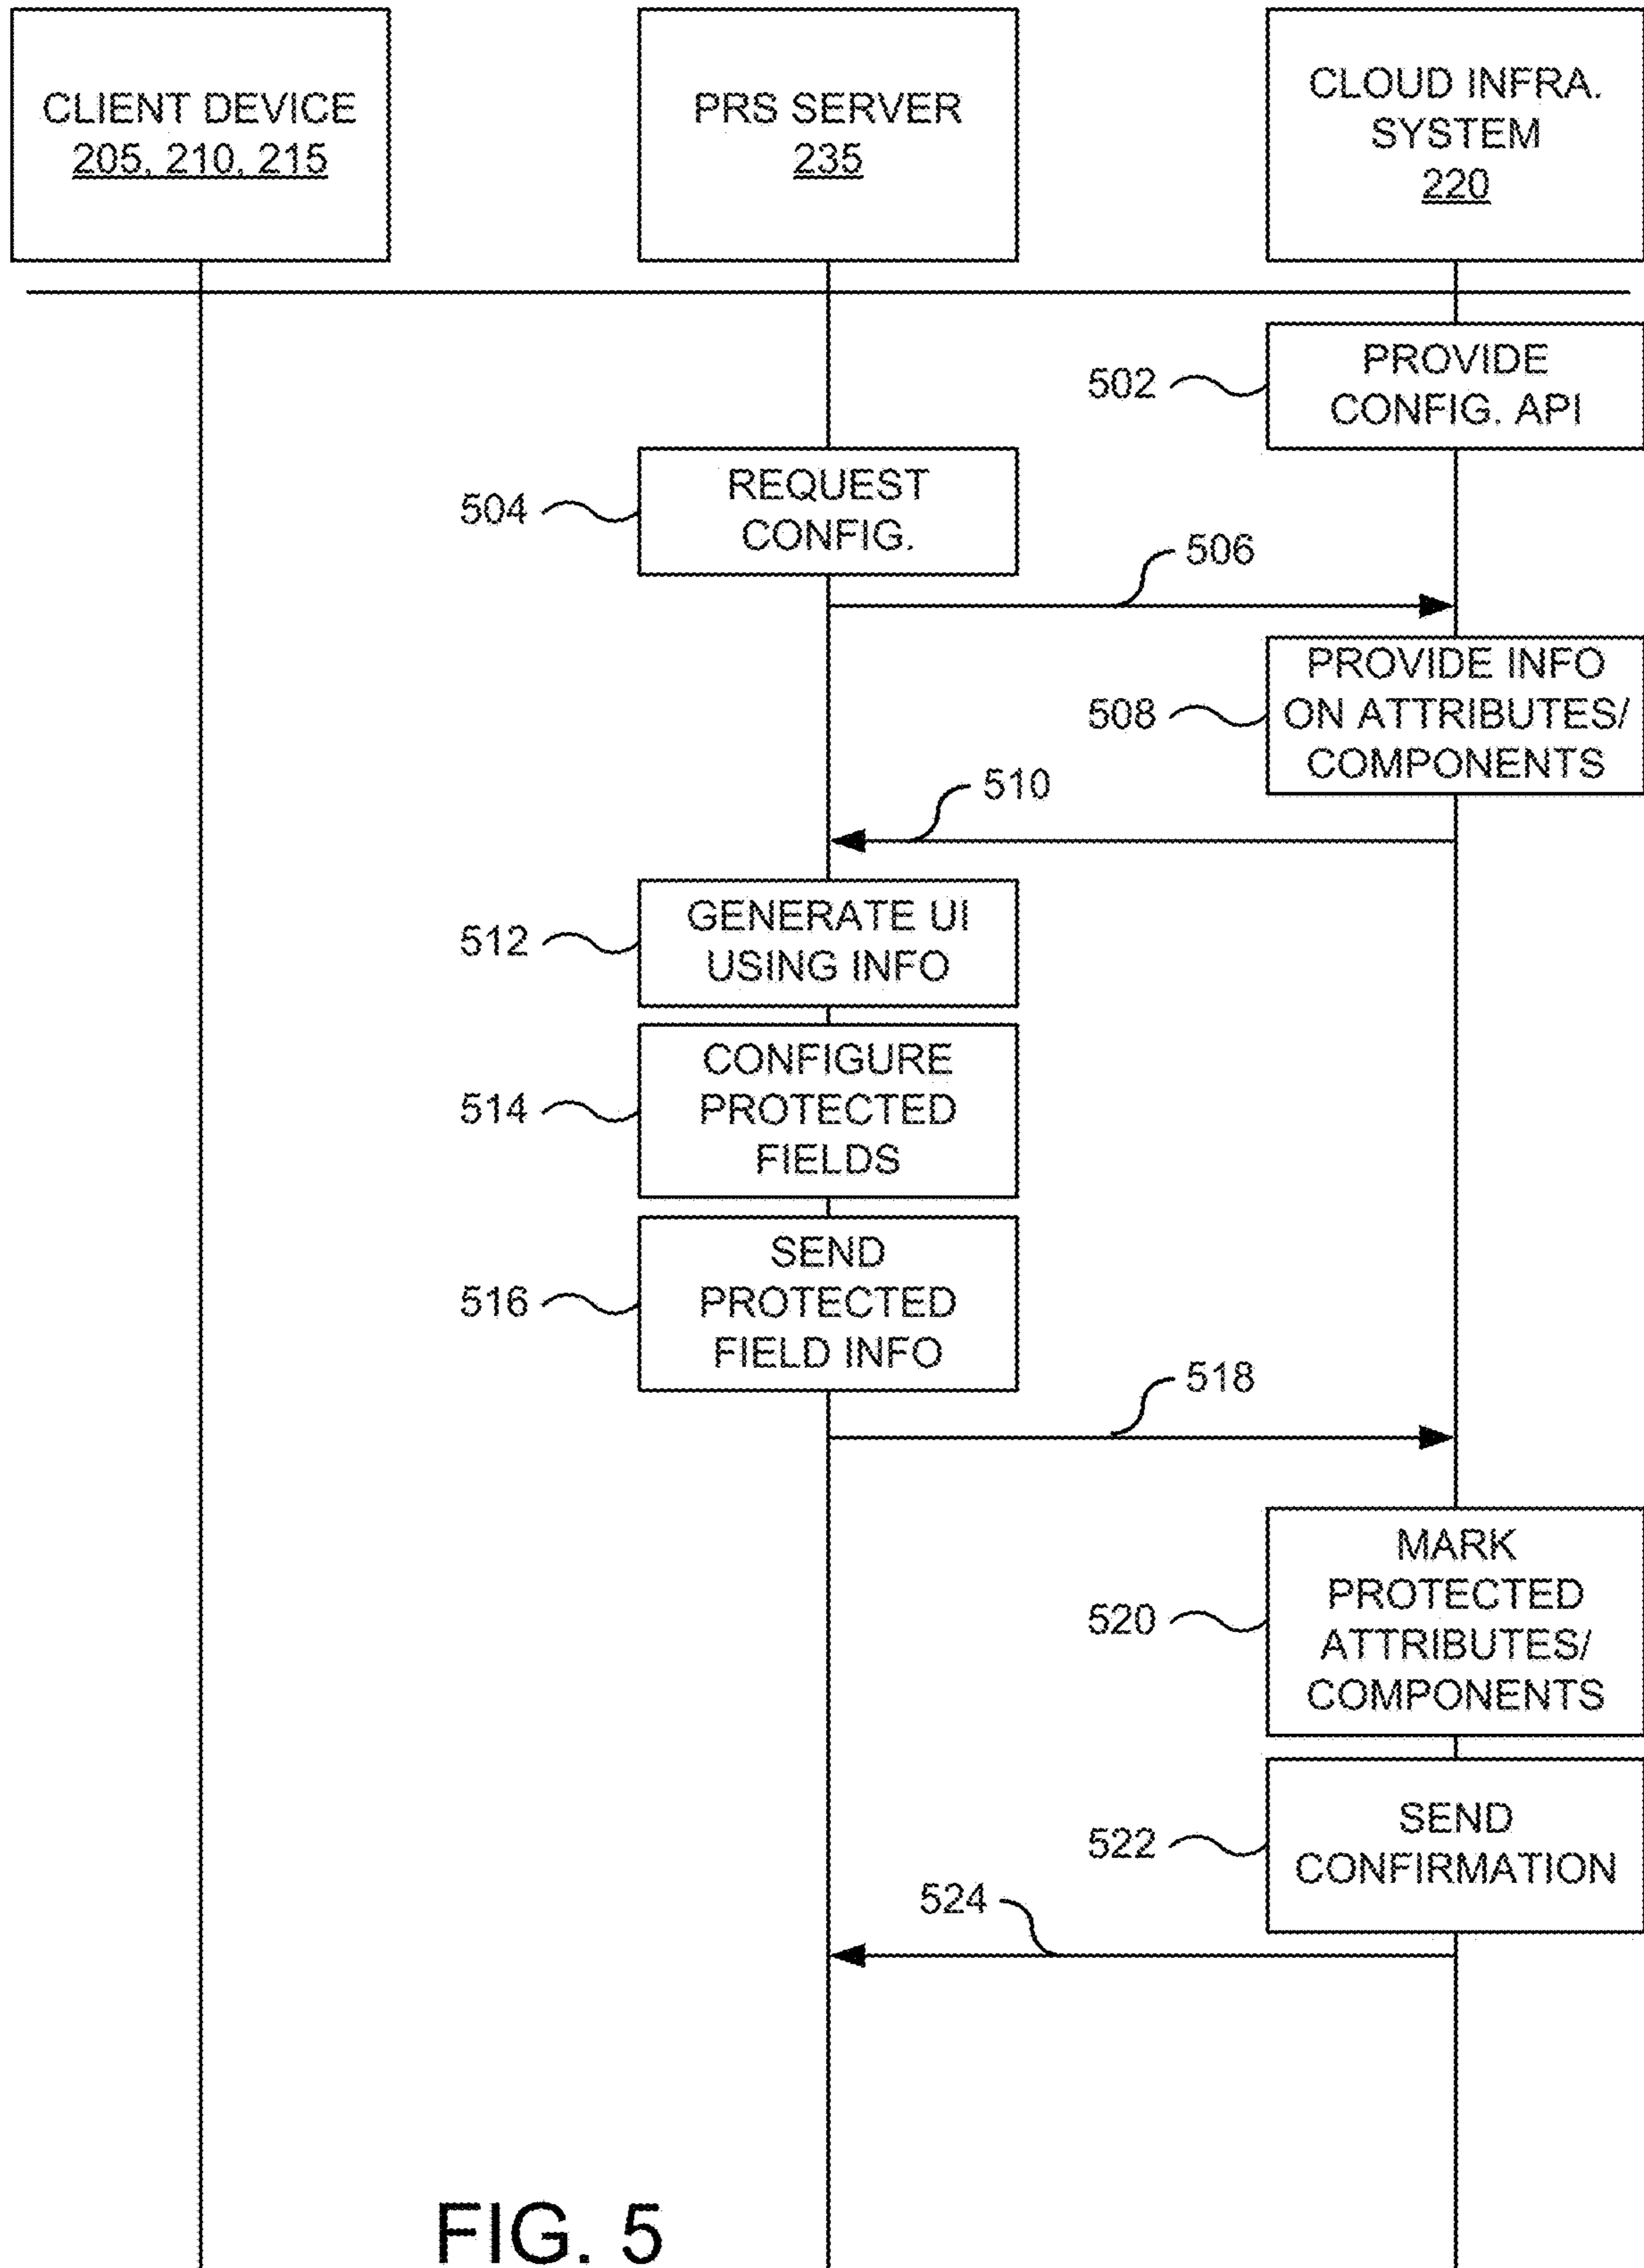 CLIENT DEVICE
205, 210, 215
PRS SERVER
235
CLOUD INFRA.
SYSTEM
220
502
PROVIDE
CONFIG. API
504
REQUEST
CONFIG.
506
508
PROVIDE INFO
ON ATTRIBUTES/
COMPONENTS
510
512
GENERATE UI
USING INFO
514
CONFIGURE
PROTECTED
FIELDS
516
SEND
PROTECTED
FIELD INFO
518
520
MARK
PROTECTED
ATTRIBUTES/
COMPONENTS
522
SEND
CONFIRMATION
524
FIG. 5